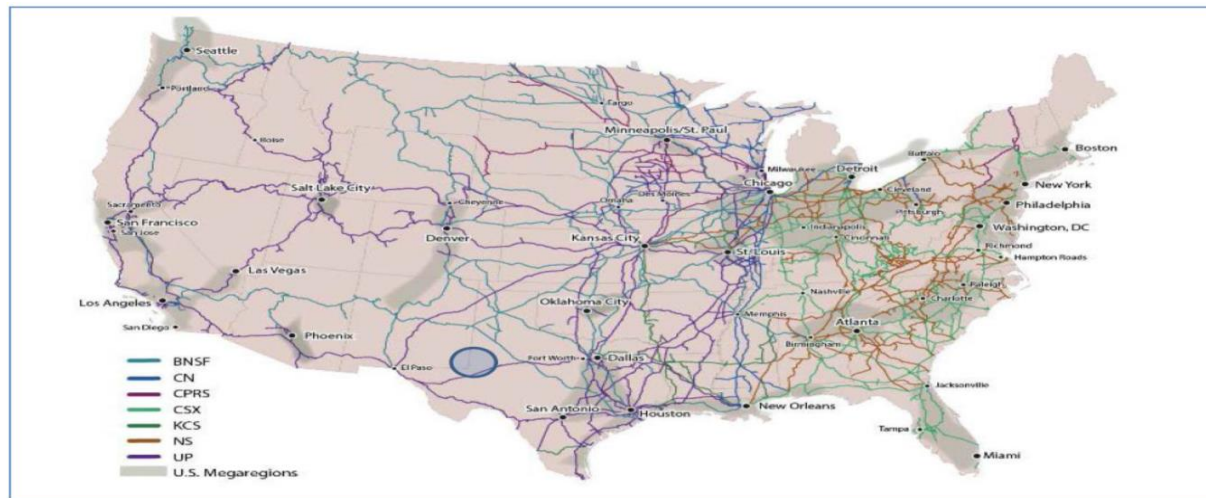 Seattle
Portland
Fargo
Minneapolis/St. Paul
Boise
Buffalo
Boston
Milwaukee
Detroit
Salt Lake City
Chicago
Cleveland
New York
Sacramento
Cheyenne
Omaha
Des Moines
Pittsburgh
Philadelphia
San Francisco
San Jose
Denver
Kansas City
Indianapolis
Cincinnati
Washington, DC
St. Louis
Richmond
Hampton Roads
Las Vegas
Los Angeles
Oklahoma City
Nashville
Raleigh
Charlotte
San Diego
Phoenix
Memphis
Atlanta
Birmingham
El Paso
Fort Worth
Dallas
Jacksonville
San Antonio
Houston
New Orleans
Tampa
Miami
BNSF
CN
CPRS
CSX
KCS
NS
UP
U.S. Megaregions